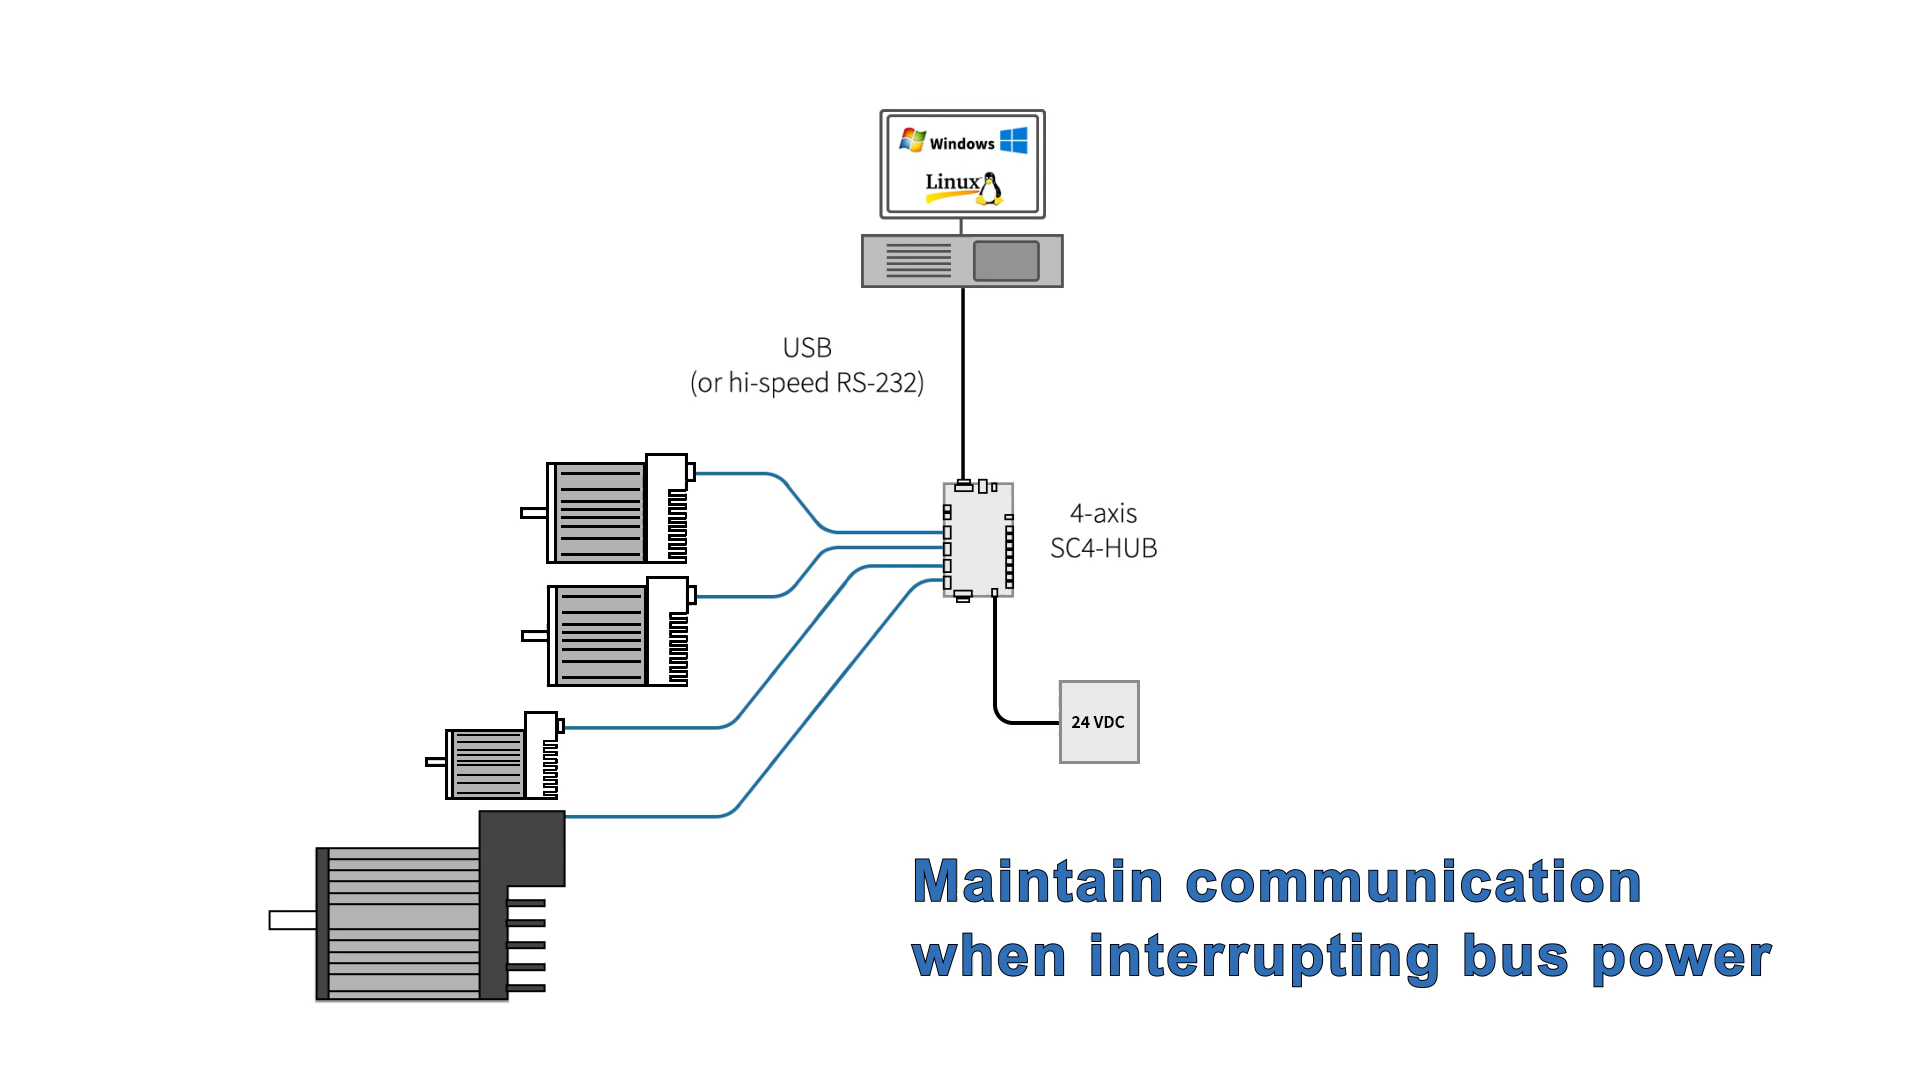 Windows
Linux
USB
(or hi-speed RS-232)
4-axis
SC4-HUB
24 VDC
Maintain communication
when interrupting bus power